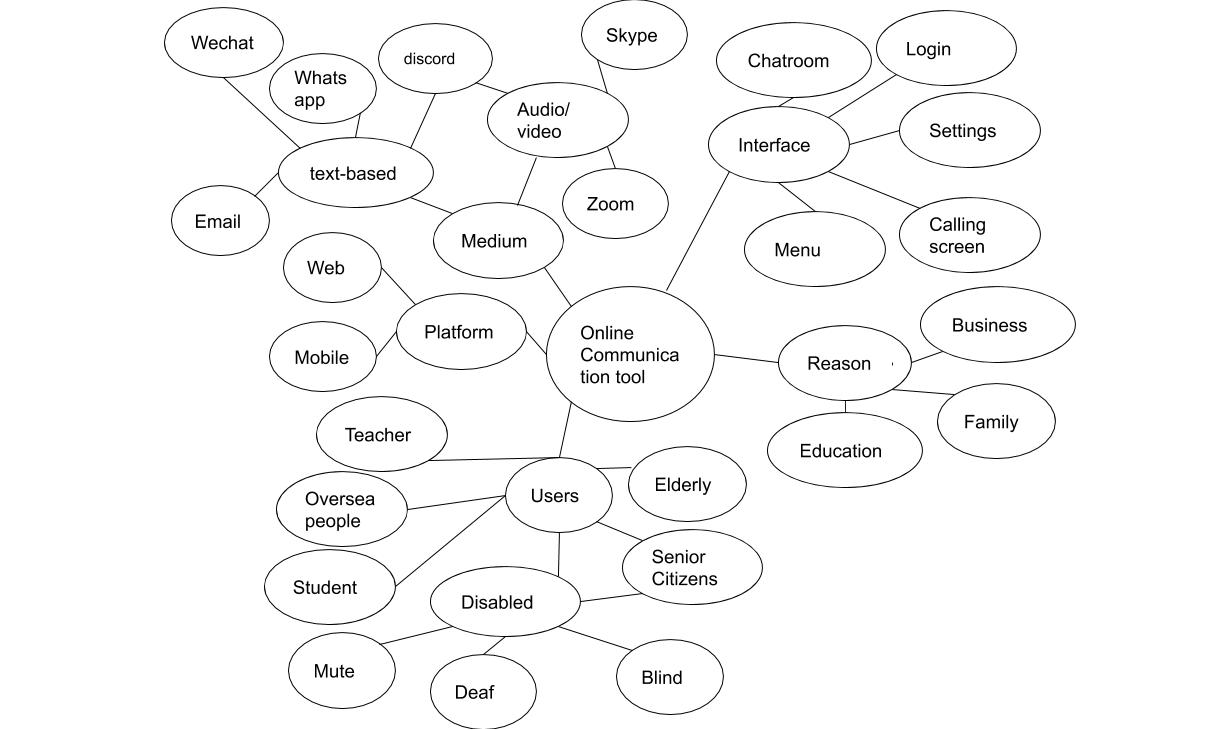 Wechat
Whats
app
discord
Skype
Audio/
video
Chatroom
Login
Interface
Settings
text-based
Email
Medium
Zoom
Menu
Calling
screen
Web
Platform
Mobile
Online
Communica
tion tool
Business
Reason
Family
Education
Teacher
Users
Elderly
Oversea
people
Senior
Citizens
Student
Disabled
Mute
Deaf
Blind